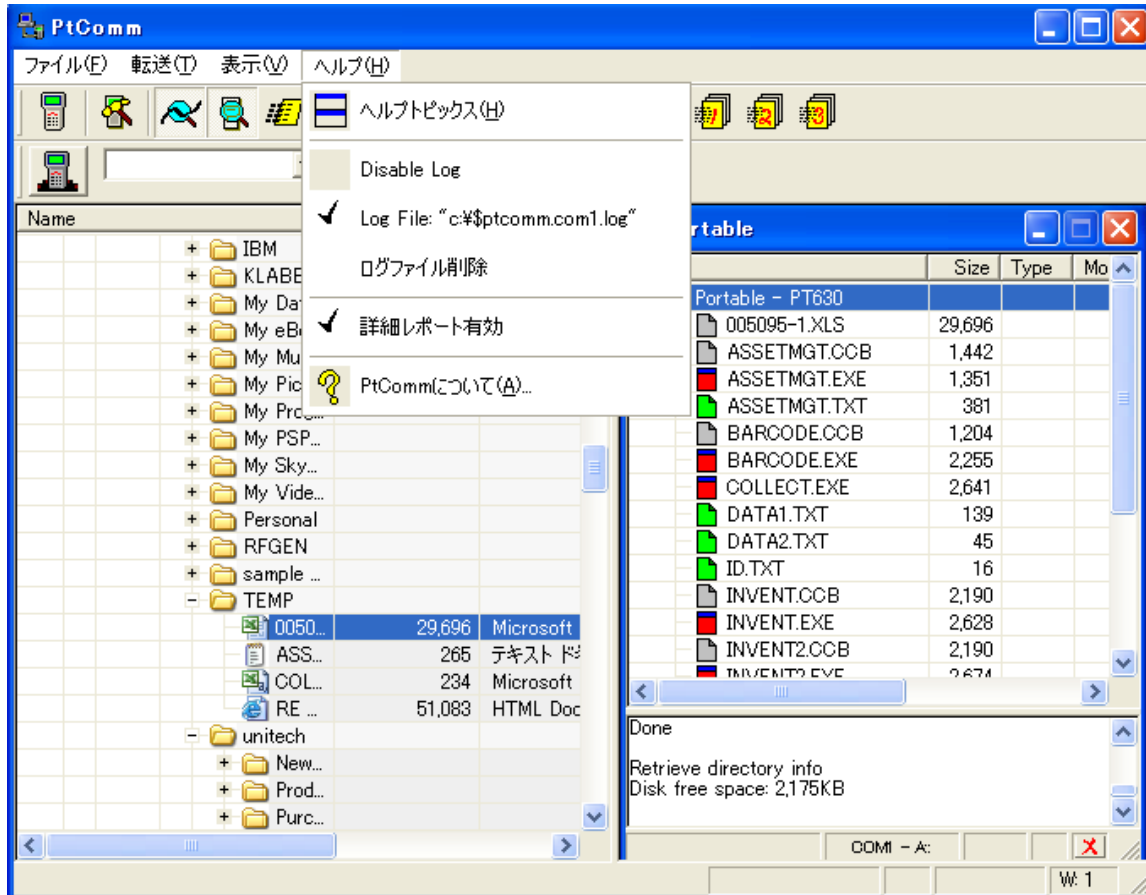 PtComm
ファイル(F) 転送(T) 表示(V) ヘルプ(H)
ヘルプトピックス(H)
Disable Log
Log File: "c:¥$ptcomm.com1.log"
ログファイル削除
詳細レポート有効
PtCommについて(A)...
Name
IBM
KLABE
My Da
My eB
My Mu
My Pic
My Pro...
My PSP...
My Sky...
My Vide...
Personal
RFGEN
sample ...
TEMP
0050... 29,696 Microsoft
ASS... 265 テキスト
COL... 234 Microsoft
RE ... 51,083 HTML Doc
unitech
New...
Prod...
Purc...
rtable
Size Type Mo
Portable - PT630
005095-1.XLS 29,696
ASSETMGT.CCB 1,442
ASSETMGT.EXE 1,351
ASSETMGT.TXT 381
BARCODE.CCB 1,204
BARCODE.EXE 2,255
COLLECT.EXE 2,641
DATA1.TXT 139
DATA2.TXT 45
ID.TXT 16
INVENT.CCB 2,190
INVENT.EXE 2,628
INVENT2.CCB 2,190
INVENT2.EXE 2,674
Done
Retrieve directory info
Disk free space: 2,175KB
COM1 - A:
W: 1